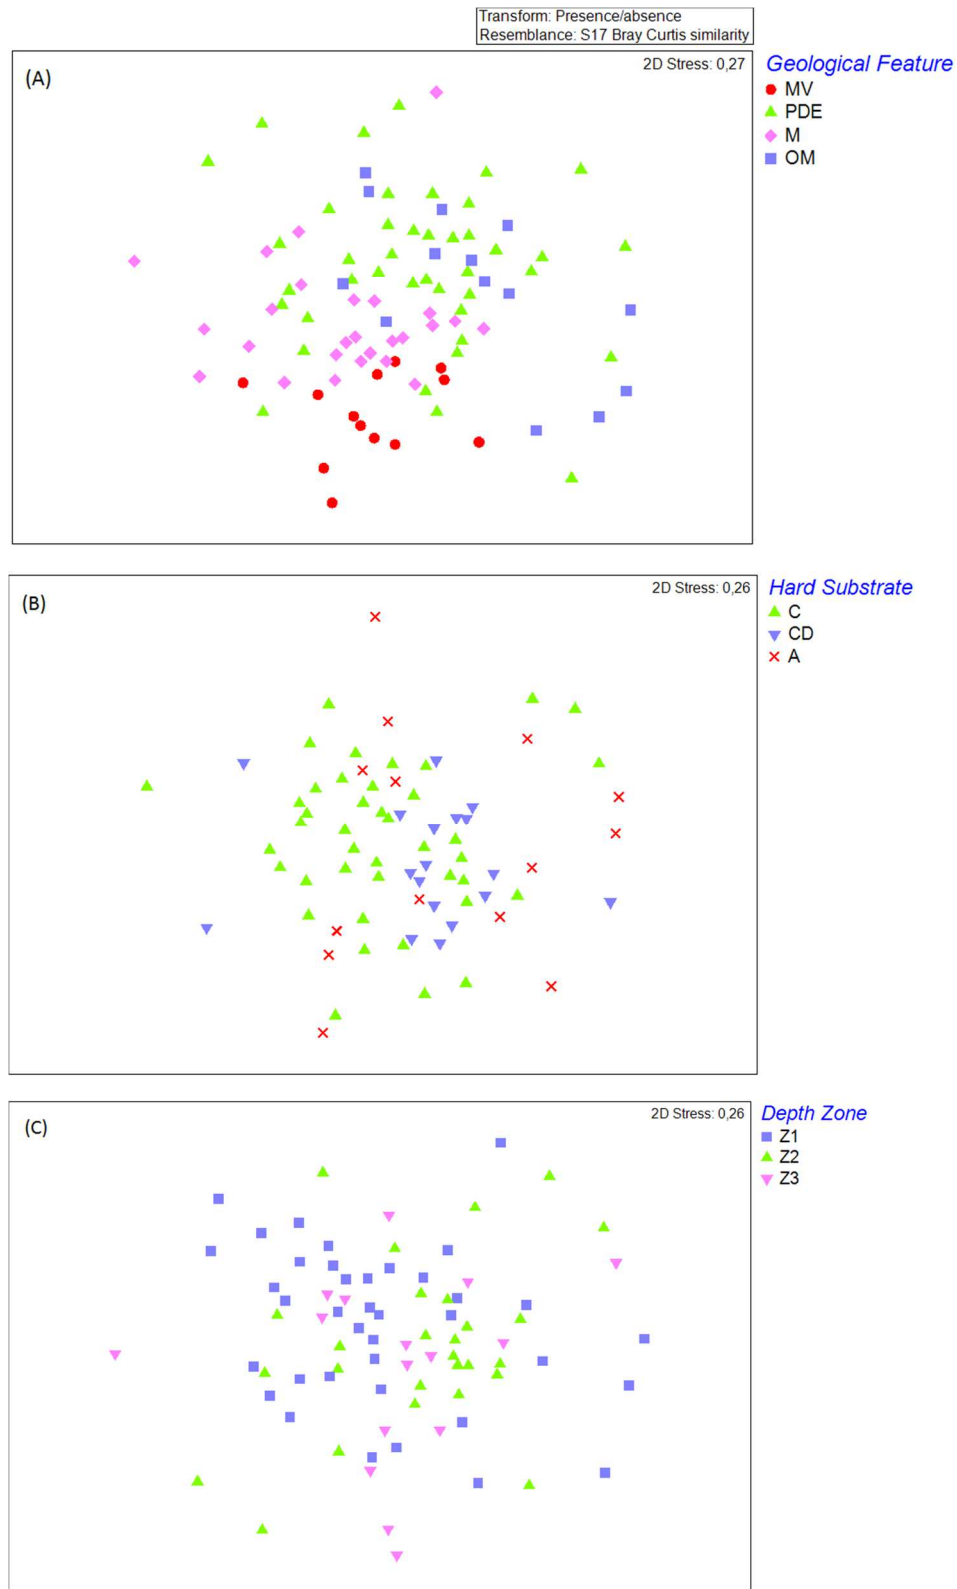 Transform: Presence/absence
Resemblance: S17 Bray Curtis similarity
(A)
2D Stress: 0,27
Geological Feature
MV
PDE
M
OM
(B)
2D Stress: 0,26
Hard Substrate
C
CD
A
(C)
2D Stress: 0,26
Depth Zone
Z1
Z2
Z3